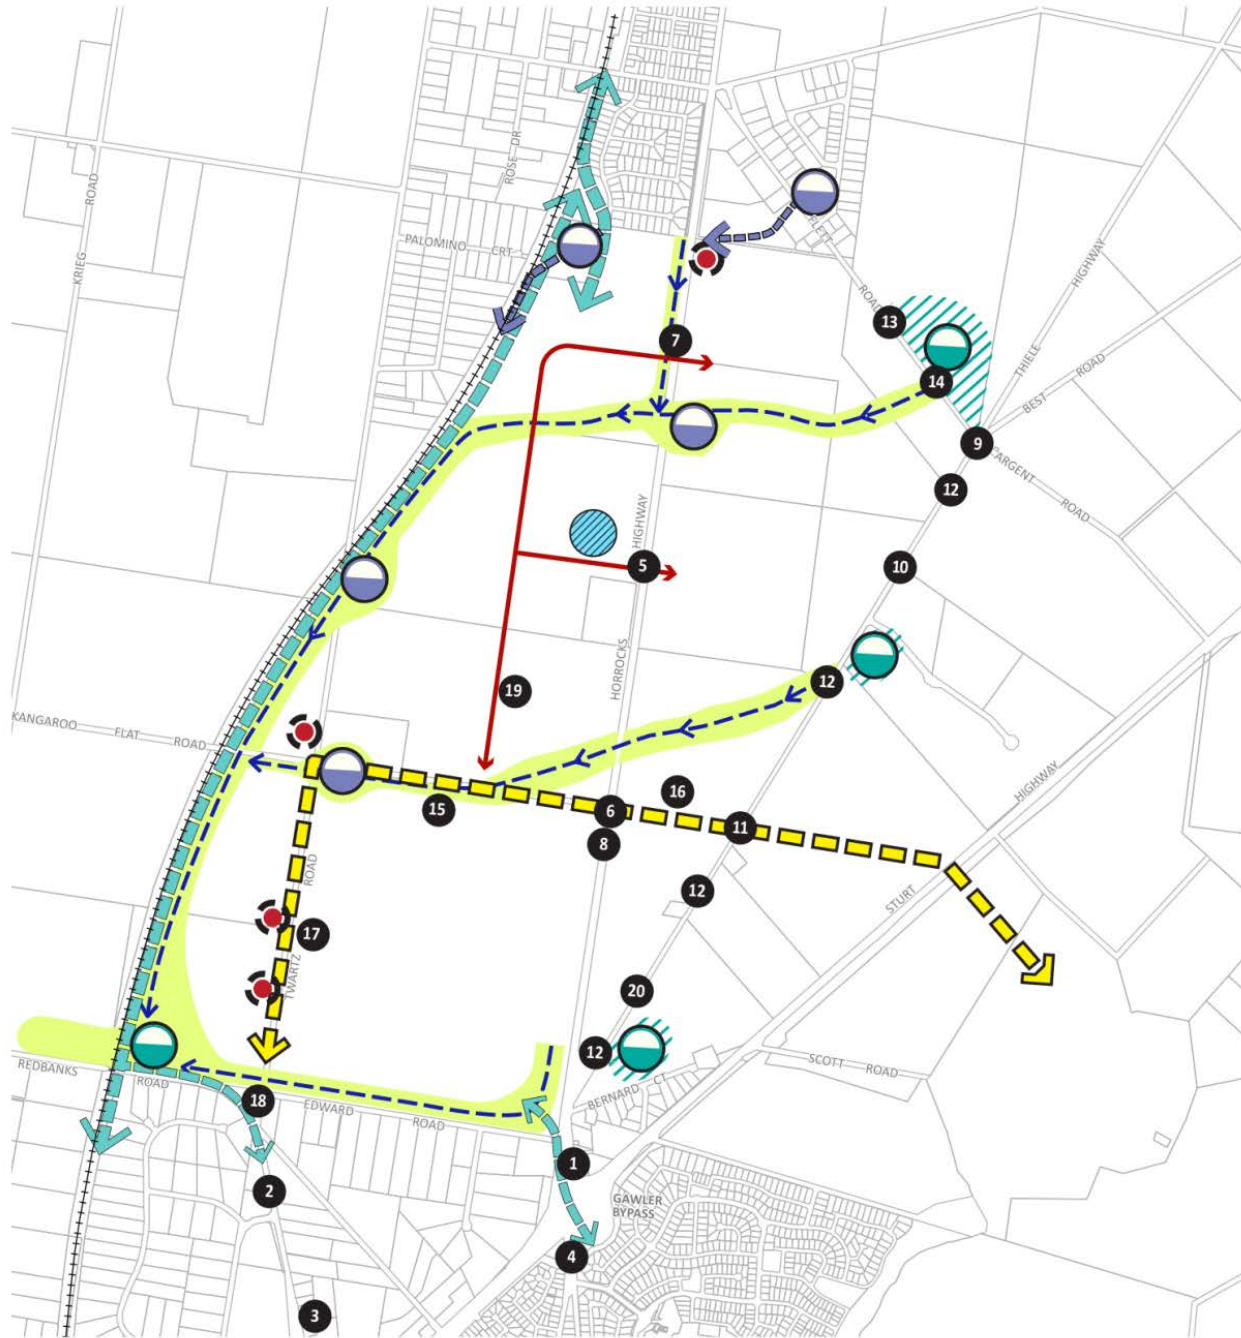 ROSE DR
KRIEG ROAD
PALOMINO CRT
ROAD
13
THIELE HIGHWAY
7
14
BEST ROAD
9
ARGENT ROAD
12
HIGHWAY
5
10
HORROCKS
12
19
KANGAROO FLAT ROAD
HIGHWAY
15
16
6
11
8
ROAD
12
STURT
17
TWARTZ
20
12
SCOTT ROAD
REDBANKS ROAD
BERNARD CT
18
EDWARD ROAD
1
2
GAWLER
BYPASS
4
3